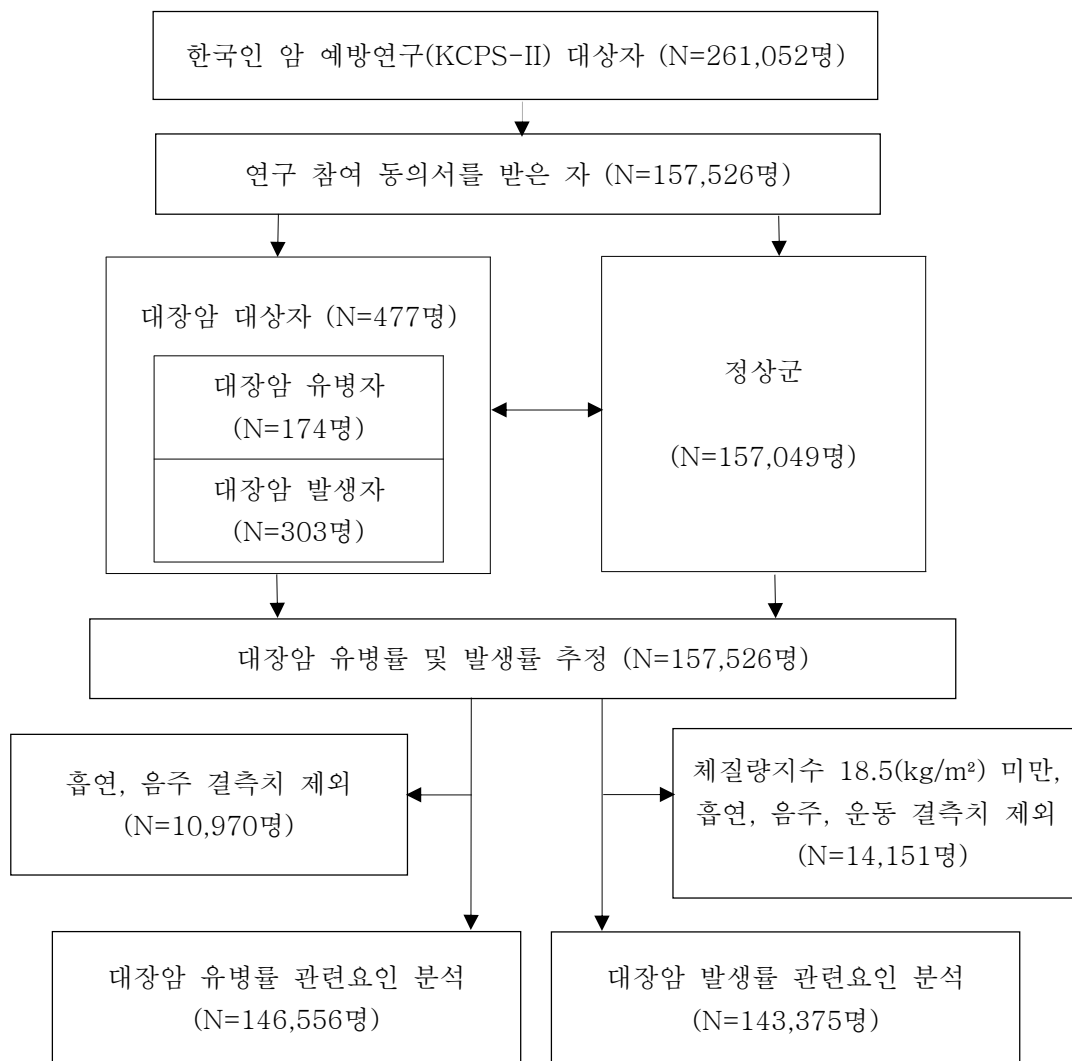 한국인 암 예방연구(KCPS-II) 대상자 (N=261,052명)
연구 참여 동의서를 받은 자 (N=157,526명)
대장암 대상자 (N=477명)
대장암 유병자
(N=174명)
대장암 발생자
(N=303명)
정상군
(N=157,049명)
대장암 유병률 및 발생률 추정 (N=157,526명)
흡연, 음주 결측치 제외
(N=10,970명)
체질량지수 18.5(kg/m²) 미만,
흡연, 음주, 운동 결측치 제외
(N=14,151명)
대장암 유병률 관련요인 분석
(N=146,556명)
대장암 발생률 관련요인 분석
(N=143,375명)